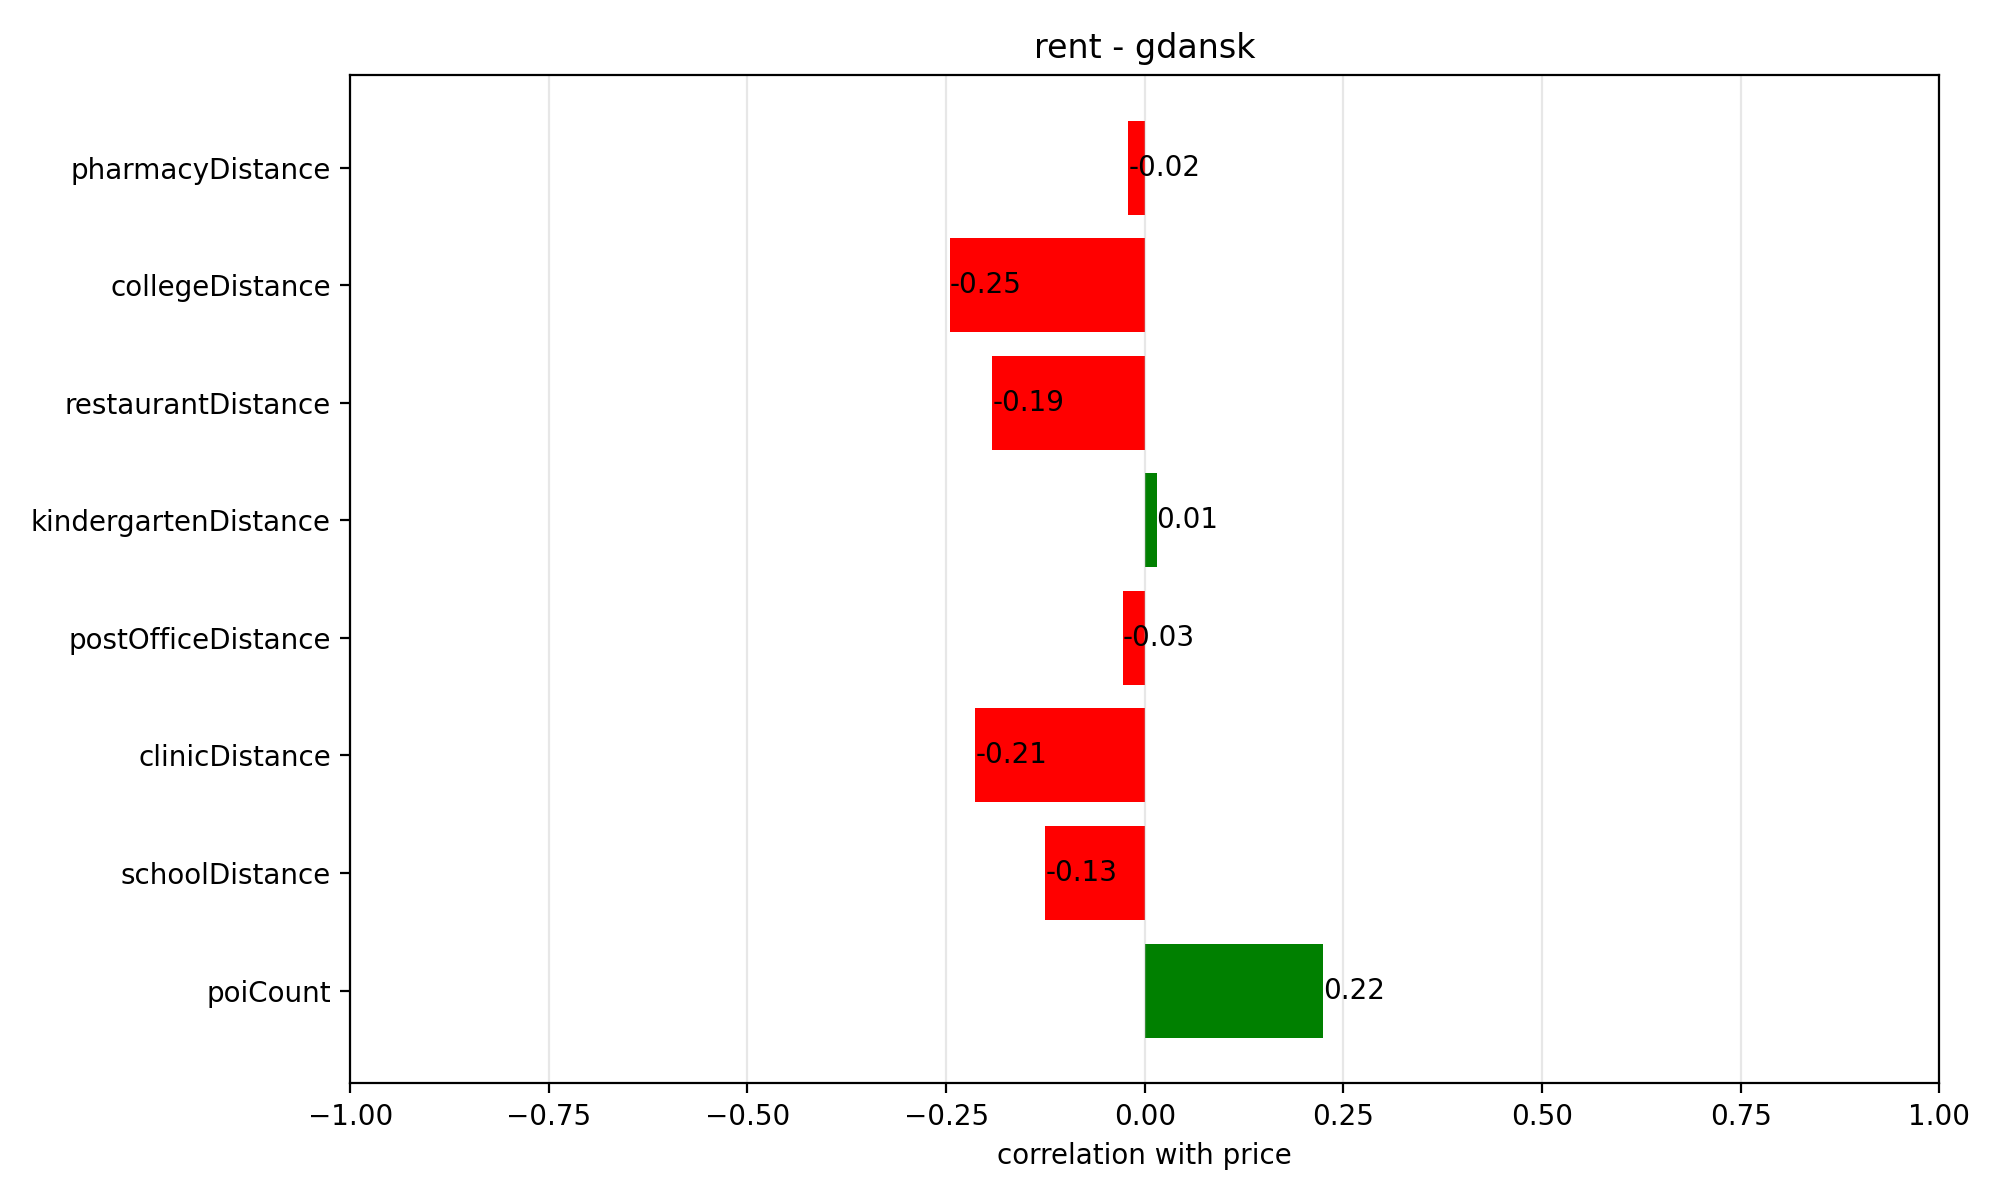 rent - gdansk
pharmacyDistance
-0.02
collegeDistance
-0.25
restaurantDistance
-0.19
kindergartenDistance
0.01
postOfficeDistance
-0.03
clinicDistance
-0.21
schoolDistance
-0.13
poiCount
0.22
−1.00 −0.75 −0.50 −0.25 0.00 0.25 0.50 0.75 1.00
correlation with price